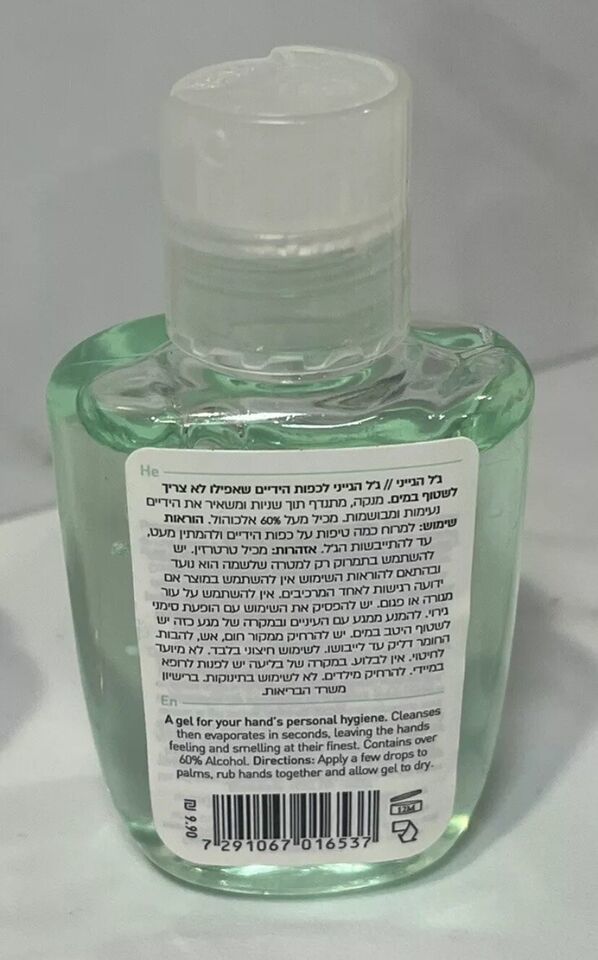 He
ג'ל הגייני // ג'ל הגייני לכפות הידיים שאפילו לא צריך
לשטוף במים. מנקה, מתנדף תוך שניות ומשאיר את הידיים
נעימות ומבושמות. מכיל מעל 60% אלכוהול. הוראות
שימוש: למרוח כמה טיפות על כפות הידיים ולהמתין מעט,
עד להתייבשות הג'ל. אזהרות: מכיל טרטרזין. יש
להשתמש בתמרוק רק למטרה שלשמה הוא נועד
ובהתאם להוראות השימוש אין להשתמש במוצר אם
ידועה רגישות לאחד המרכיבים. אין להשתמש על עור
מגורה או פגום. יש להפסיק את השימוש עם הופעת סימני
גירוי. להמנע ממגע עם העיניים ובמקרה של מגע כזה יש
לשטוף היטב במים. יש להרחיק ממקור חום, אש, להבות.
החומר דליק עד לייבושו. לשימוש חיצוני בלבד. לא מיועד
לחיטוי. אין לבלוע. במקרה של בליעה יש לפנות לרופא
במיידי. להרחיק מילדים. לא לשימוש בתינוקות. ברישיון
משרד הבריאות.
En
A gel for your hand's personal hygiene. Cleanses
then evaporates in seconds, leaving the hands
feeling and smelling at their finest. Contains over
60% Alcohol. Directions: Apply a few drops to
palms, rub hands together and allow gel to dry.
₪ 9.90
12M
7 291067 016537